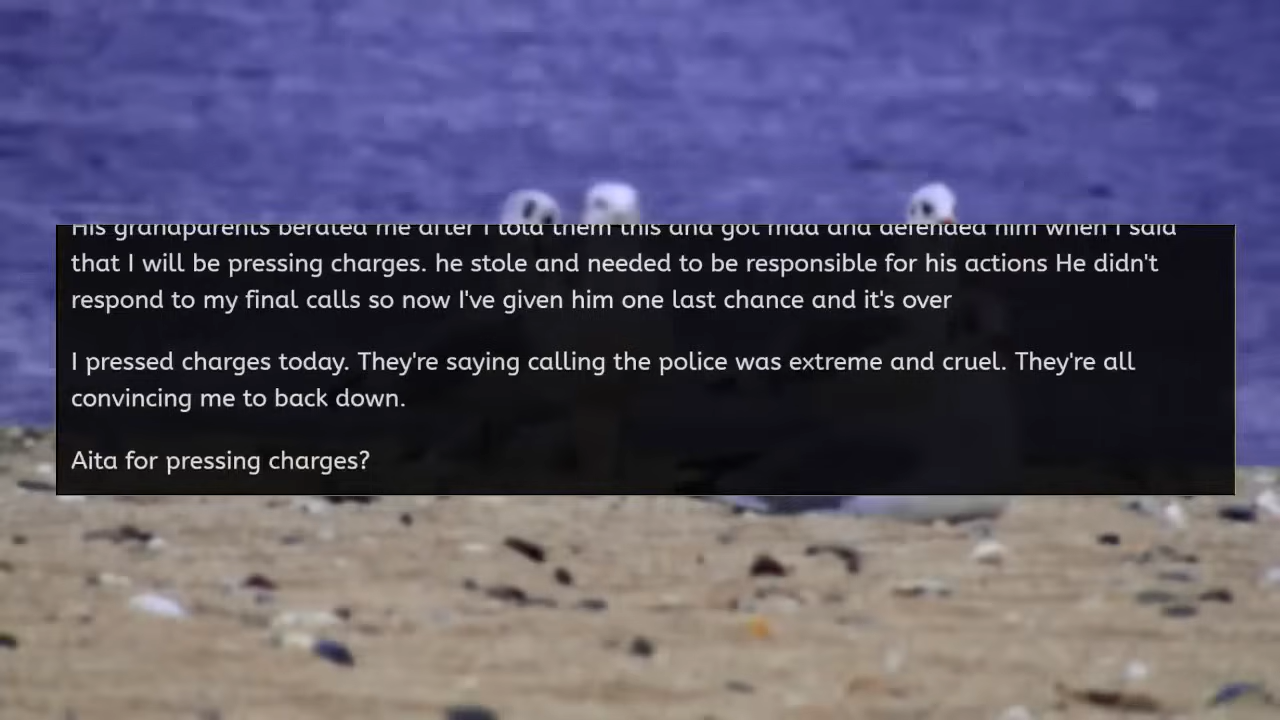 His grandparents berated me after I told them this and got mad and defended him when I said
that I will be pressing charges. he stole and needed to be responsible for his actions He didn't
respond to my final calls so now I've given him one last chance and it's over
I pressed charges today. They're saying calling the police was extreme and cruel. They're all
convincing me to back down.
Aita for pressing charges?